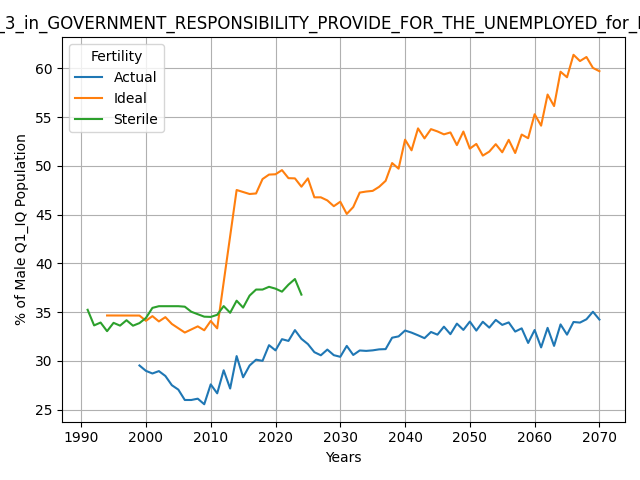 _3_in_GOVERNMENT_RESPONSIBILITY_PROVIDE_FOR_THE_UNEMPLOYED_for_
Fertility
Actual
Ideal
Sterile
% of Male Q1_IQ Population
60
55
50
45
40
35
30
25
1990 2000 2010 2020 2030 2040 2050 2060 2070
Years